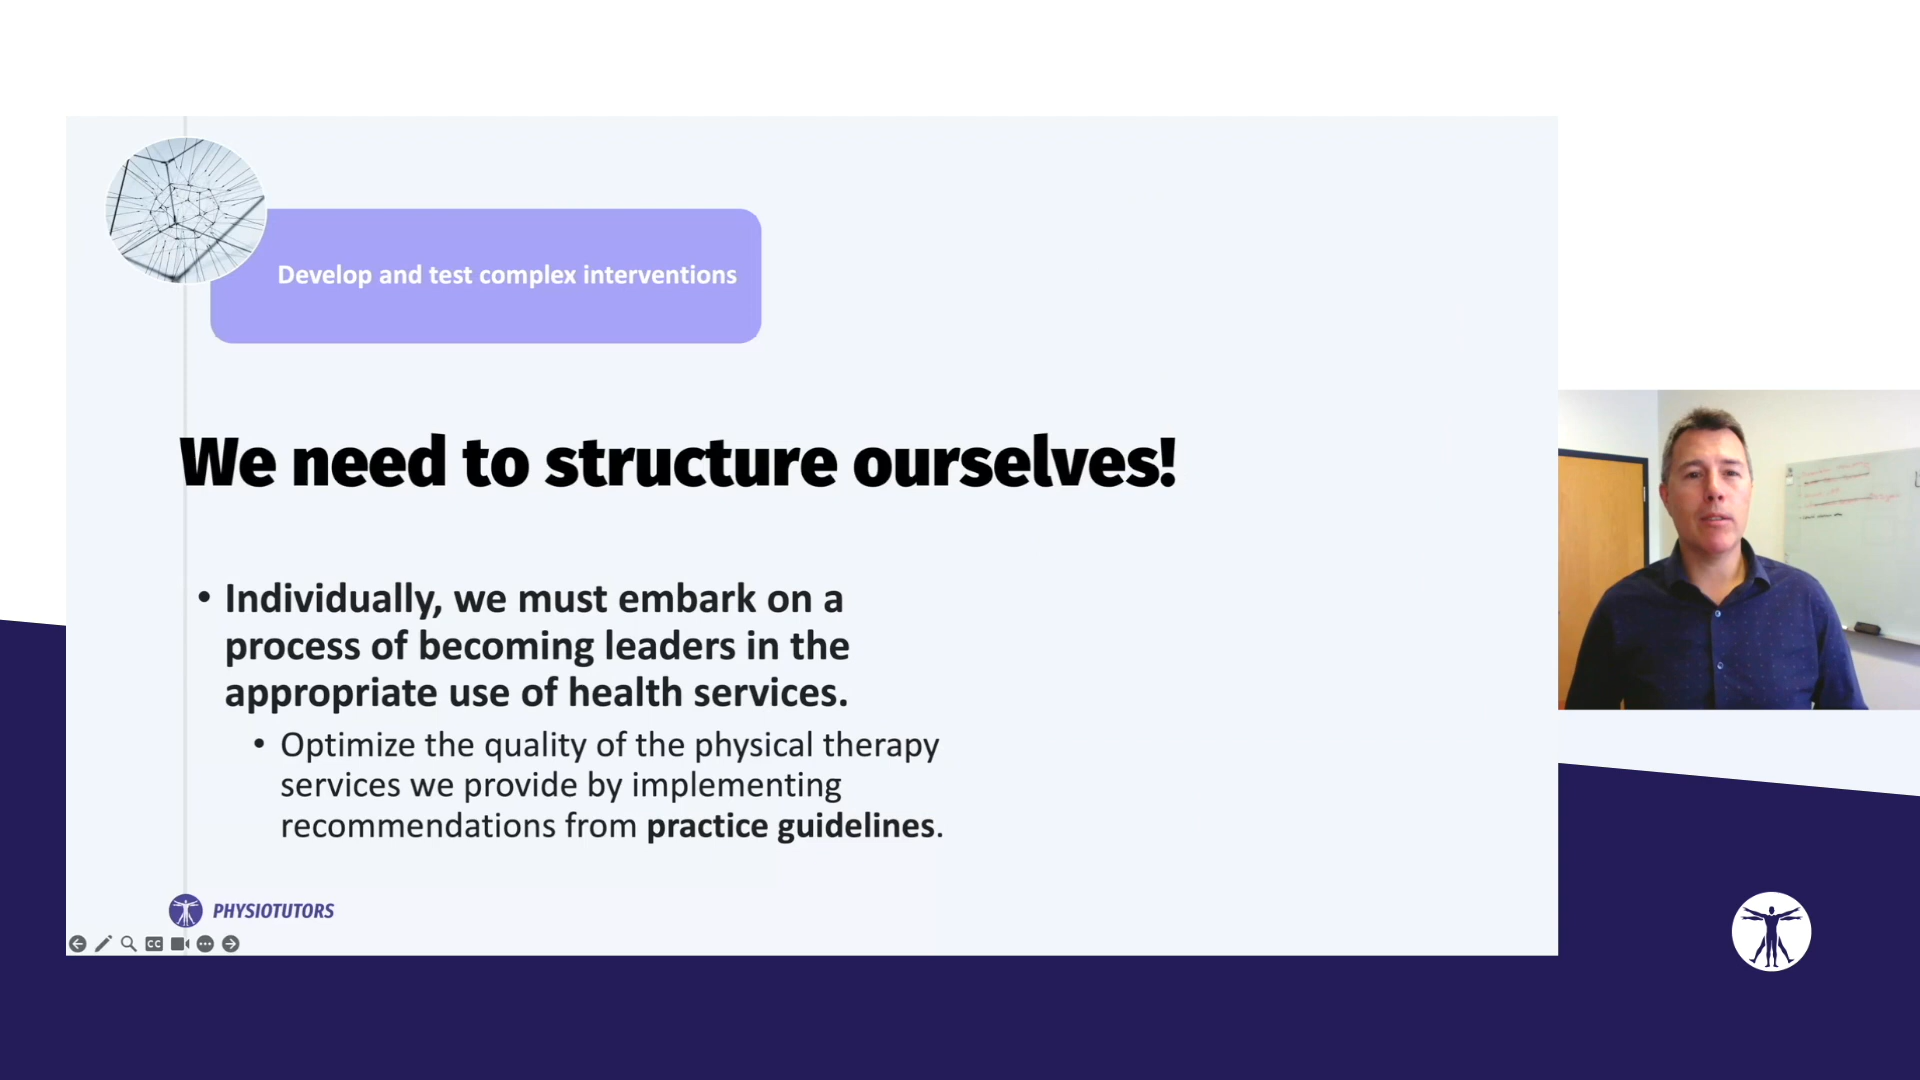 Develop and test complex interventions
We need to structure ourselves!
• Individually, we must embark on a
process of becoming leaders in the
appropriate use of health services.
• Optimize the quality of the physical therapy
services we provide by implementing
recommendations from practice guidelines.
PHYSIOTUTORS
CC